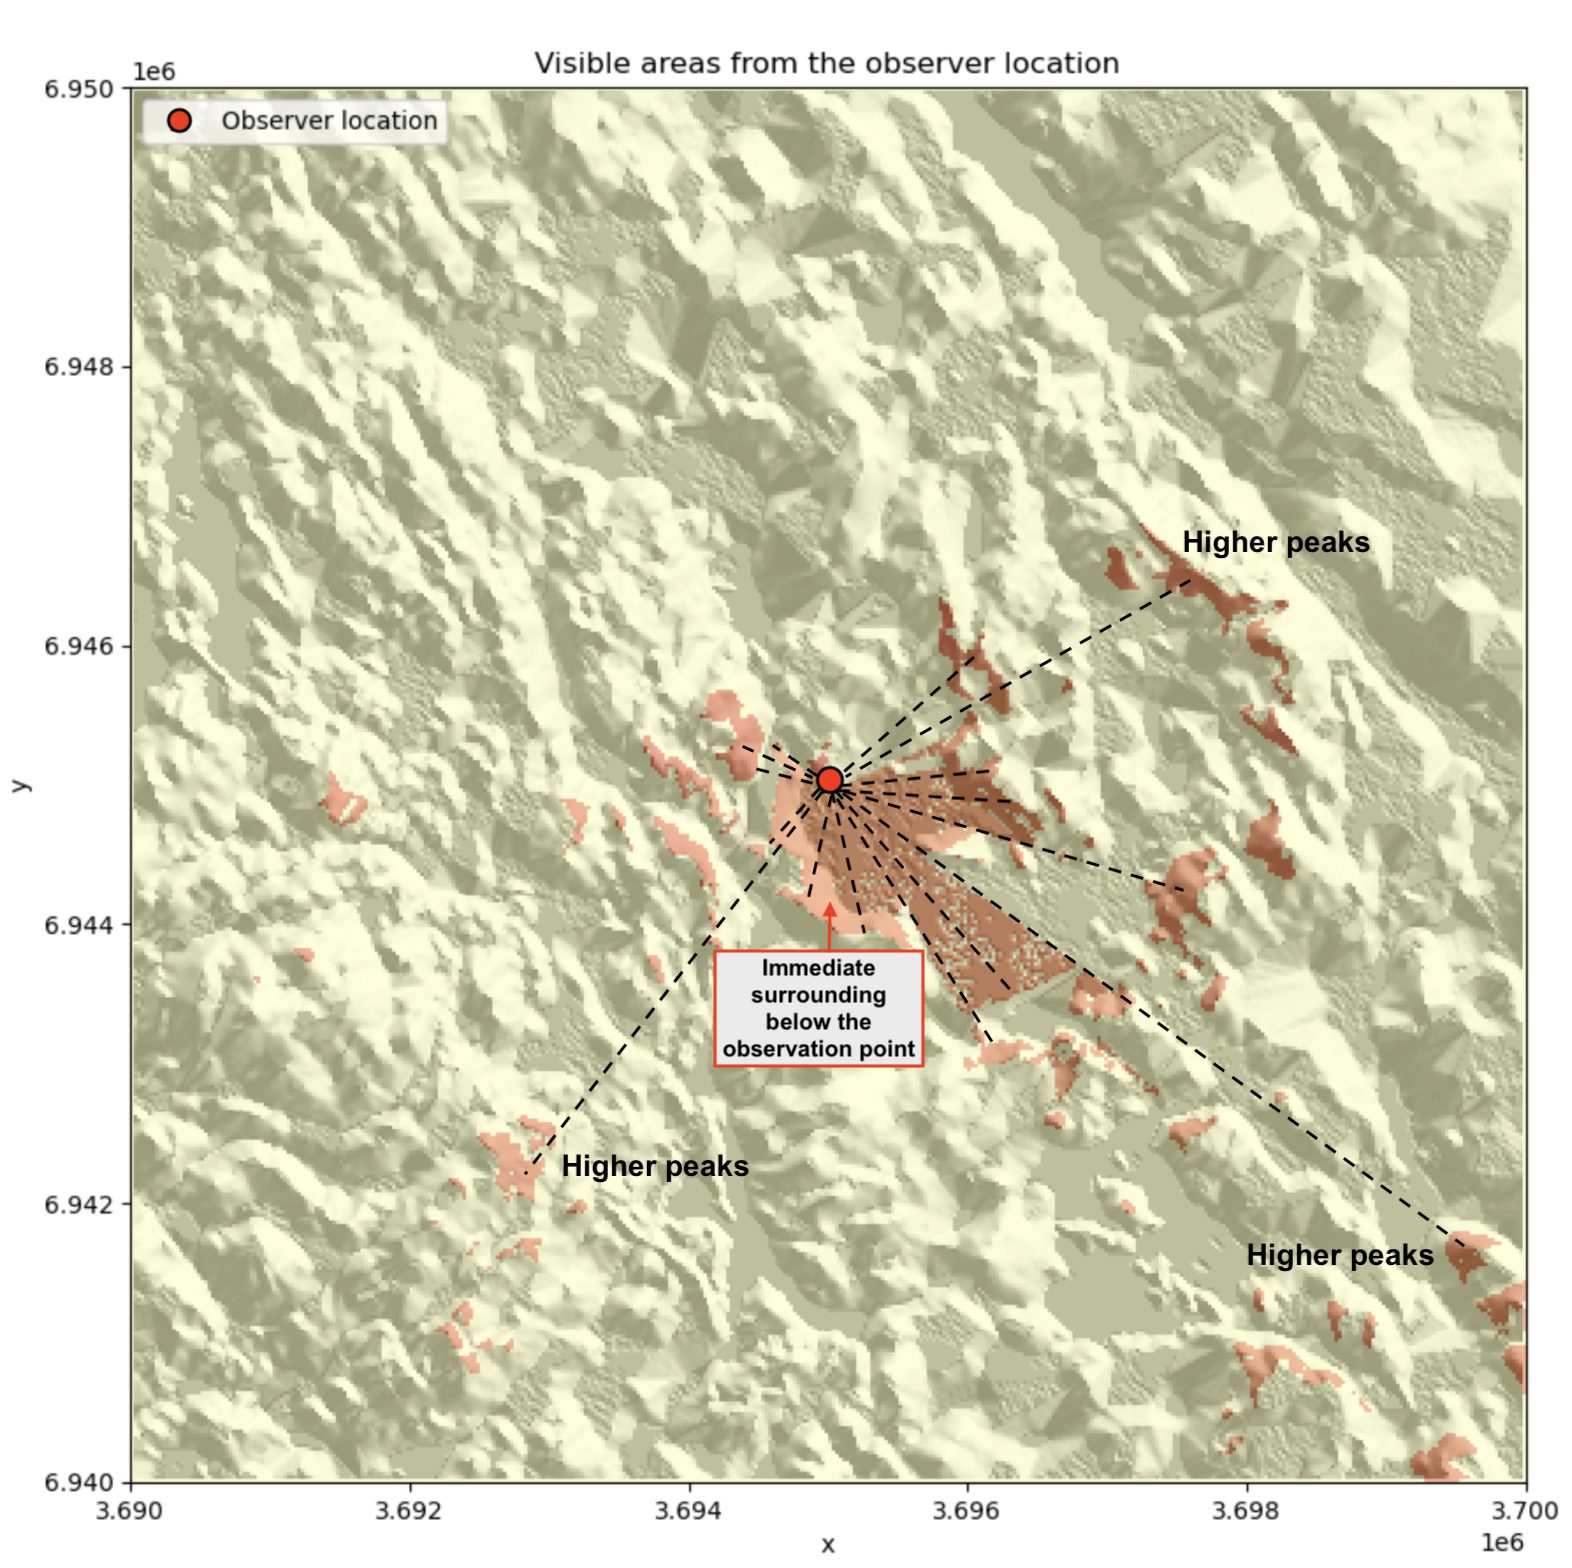 Visible areas from the observer location
1e6
6.950
Observer location
6.948
Higher peaks
6.946
y
6.944
Immediate
surrounding
below the
observation point
Higher peaks
6.942
Higher peaks
6.940
3.690
3.692
3.694
3.696
3.698
3.700
x
1e6